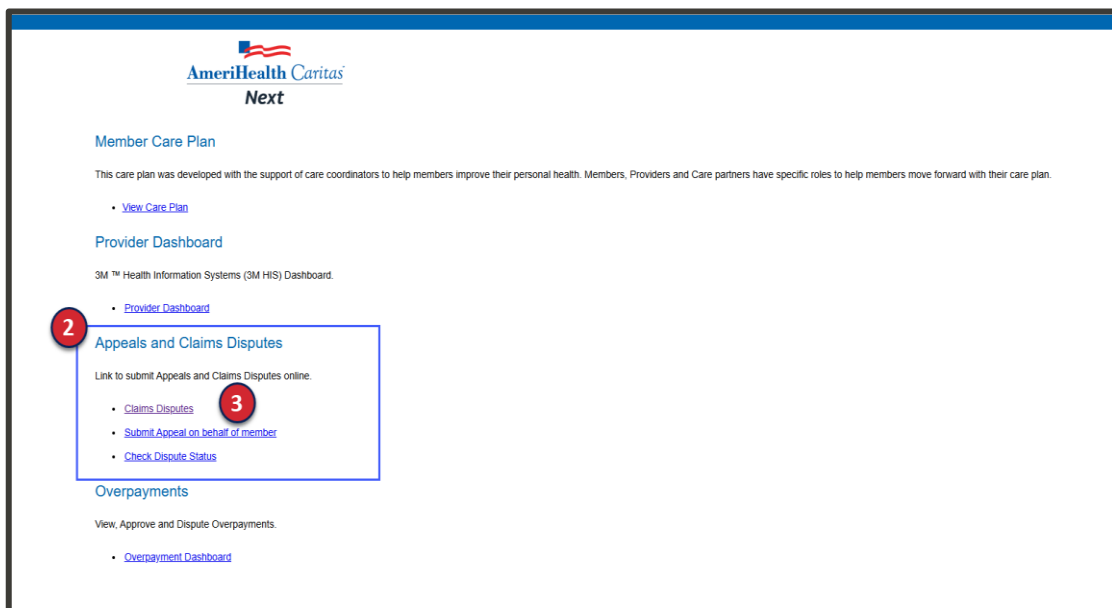 AmeriHealth Caritas
Next
Member Care Plan
This care plan was developed with the support of care coordinators to help members improve their personal health. Members, Providers and Care partners have specific roles to help members move forward with their care plan.
• View Care Plan
Provider Dashboard
3M ™ Health Information Systems (3M HIS) Dashboard.
• Provider Dashboard
2
Appeals and Claims Disputes
Link to submit Appeals and Claims Disputes online.
• Claims Disputes
3
• Submit Appeal on behalf of member
• Check Dispute Status
Overpayments
View, Approve and Dispute Overpayments.
• Overpayment Dashboard